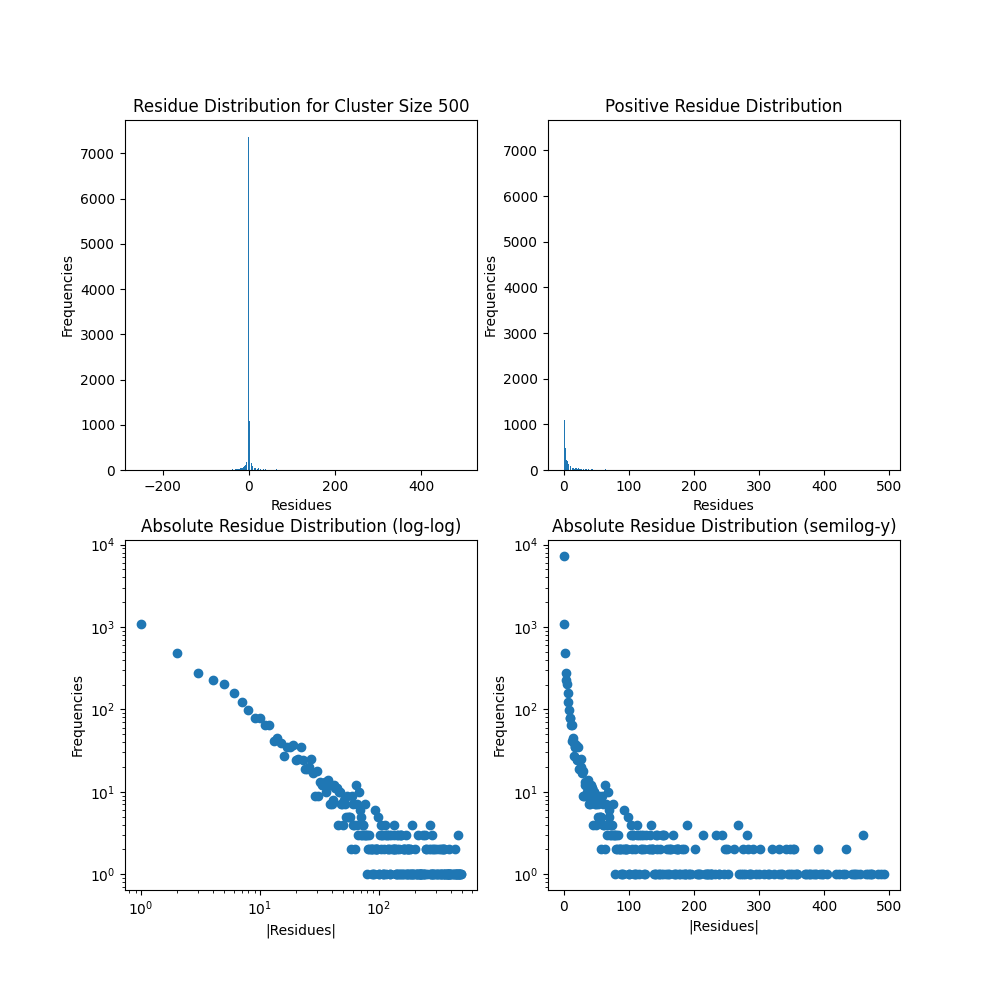 Residue Distribution for Cluster Size 500
Frequencies
7000
6000
5000
4000
3000
2000
1000
0
−200 0 200 400
Residues
Positive Residue Distribution
Frequencies
7000
6000
5000
4000
3000
2000
1000
0
0 100 200 300 400 500
Residues
Absolute Residue Distribution (log-log)
Frequencies
10⁴
10³
10²
10¹
10⁰
10⁰ 10¹ 10²
|Residues|
Absolute Residue Distribution (semilog-y)
Frequencies
10⁴
10³
10²
10¹
10⁰
0 100 200 300 400 500
|Residues|